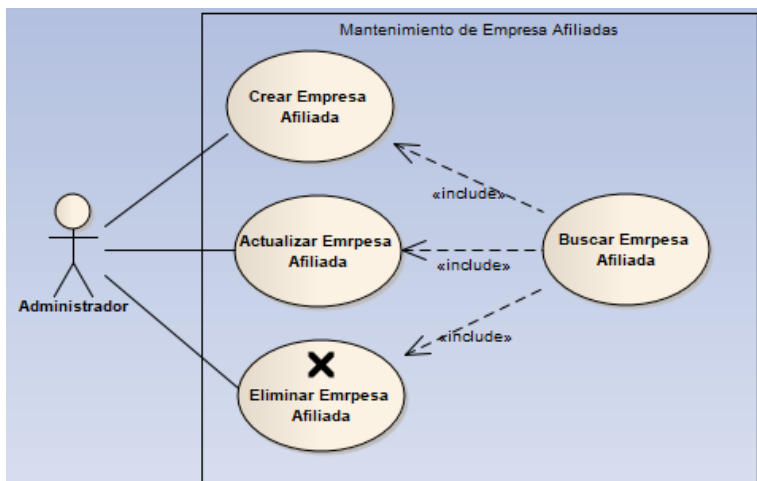 Mantenimiento de Empresa Afiliadas
Crear Empresa
Afiliada
«include»
Actualizar Emrpesa
Afiliada
«include»
Buscar Emrpesa
Afiliada
Administrador
«include»
Eliminar Emrpesa
Afiliada